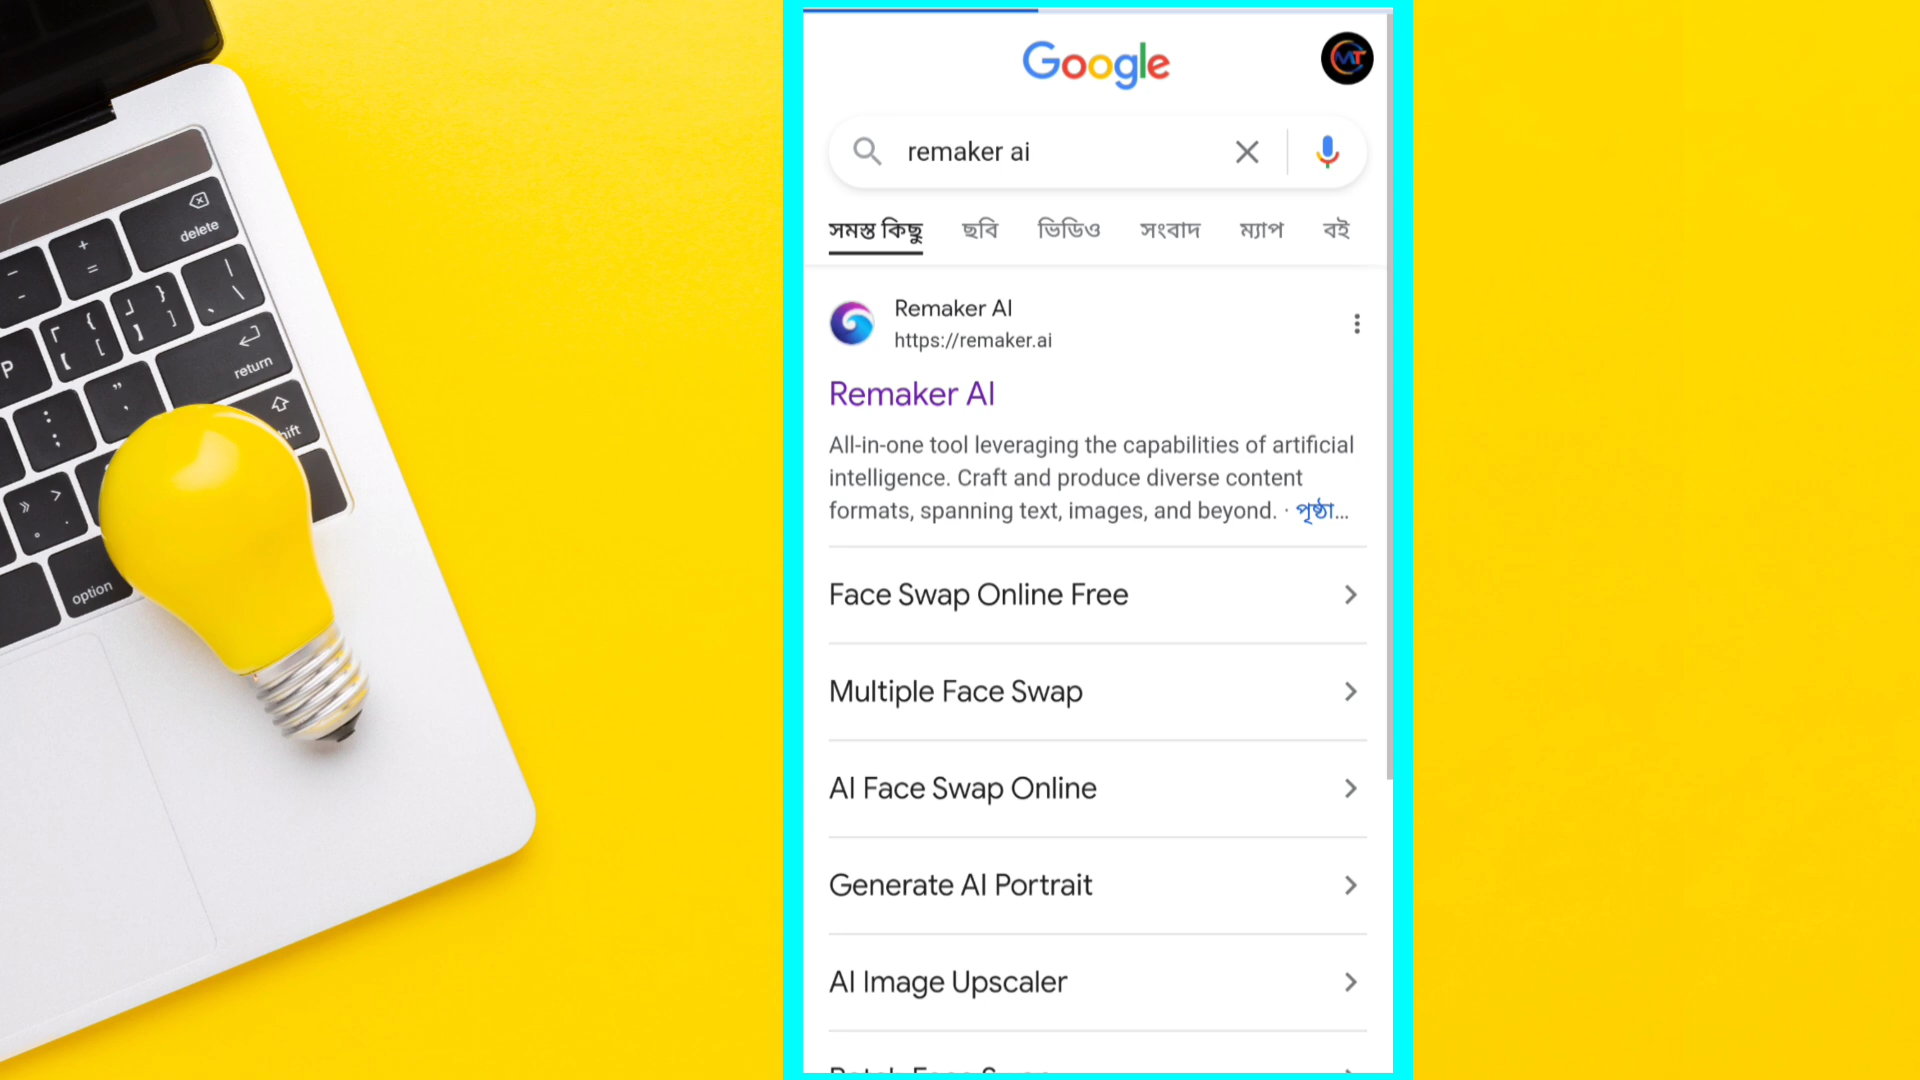 delete
return
hift
option
P
Google
remaker ai
সমস্ত কিছু ছবি ভিডিও সংবাদ ম্যাপ বই
Remaker AI
https://remaker.ai
Remaker AI
All-in-one tool leveraging the capabilities of artificial
intelligence. Craft and produce diverse content
formats, spanning text, images, and beyond. · পৃষ্ঠা...
Face Swap Online Free
Multiple Face Swap
AI Face Swap Online
Generate AI Portrait
AI Image Upscaler